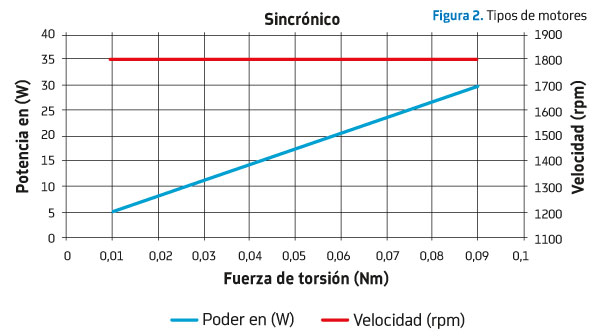 Figura 2. Tipos de motores
Sincrónico
Potencia en (W)
40
35
30
25
20
15
10
5
0
1900
1800
1700
1600
1500
1400
1300
1200
1100
Velocidad (rpm)
0 0,01 0,02 0,03 0,04 0,05 0,06 0,07 0,08 0,09 0,1
Fuerza de torsión (Nm)
Poder en (W) Velocidad (rpm)